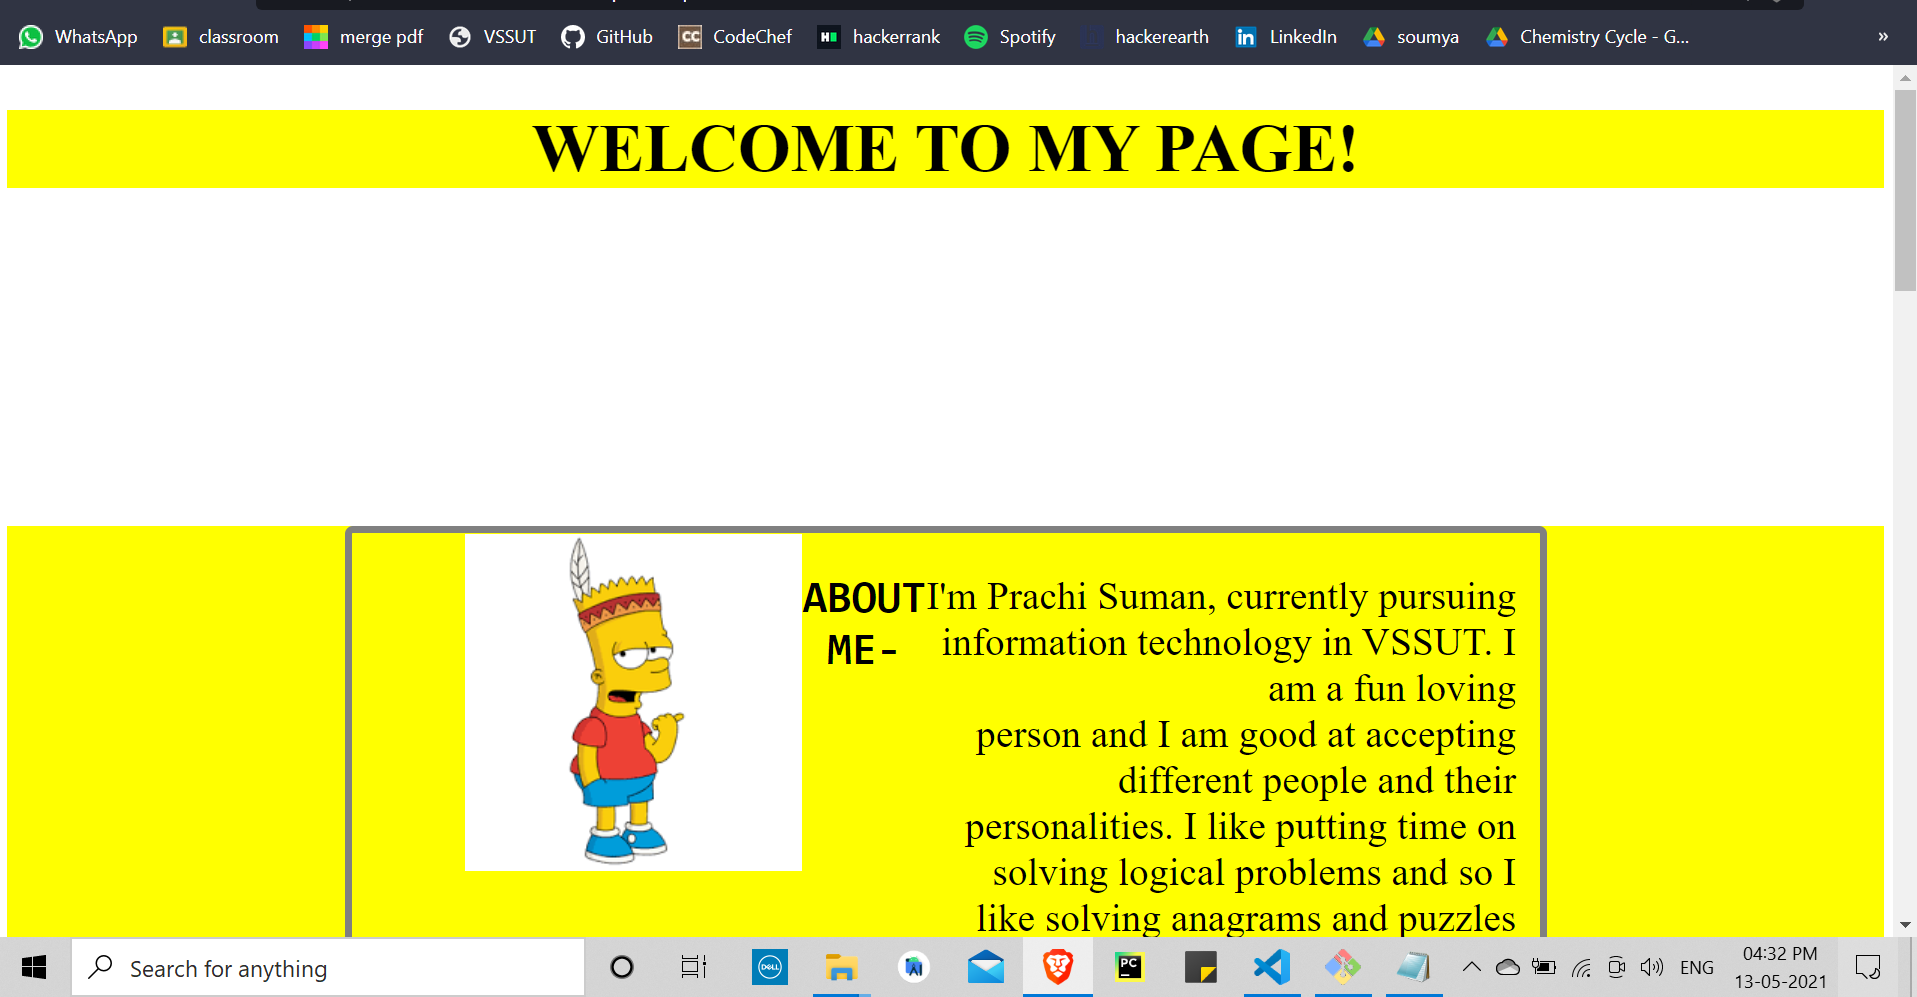 WhatsApp classroom merge pdf VSSUT GitHub CodeChef hackerrank Spotify hackerearth LinkedIn soumya Chemistry Cycle - G... »
WELCOME TO MY PAGE!
ABOUT
ME-
I'm Prachi Suman, currently pursuing
information technology in VSSUT. I
am a fun loving
person and I am good at accepting
different people and their
personalities. I like putting time on
solving logical problems and so I
like solving anagrams and puzzles
Search for anything
DELL
PC
ENG
04:32 PM
13-05-2021